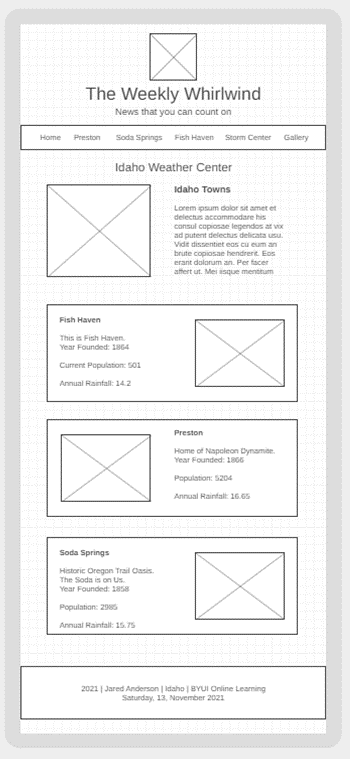 The Weekly Whirlwind
News that you can count on
Home Preston Soda Springs Fish Haven Storm Center Gallery
Idaho Weather Center
Idaho Towns
Lorem ipsum dolor sit amet et
delectus accommodare his
consul copiosae legendos at vix
ad putent delectus delicata usu.
Vidit dissentiet eos cu eum an
brute copiosae hendrerit. Eos
erant dolorum an. Per facer
affert ut. Mei iisque mentitum
Fish Haven
This is Fish Haven.
Year Founded: 1864
Current Population: 501
Annual Rainfall: 14.2
Preston
Home of Napoleon Dynamite.
Year Founded: 1866
Population: 5204
Annual Rainfall: 16.65
Soda Springs
Historic Oregon Trail Oasis.
The Soda is on Us.
Year Founded: 1858
Population: 2985
Annual Rainfall: 15.75
2021 | Jared Anderson | Idaho | BYUI Online Learning
Saturday, 13, November 2021